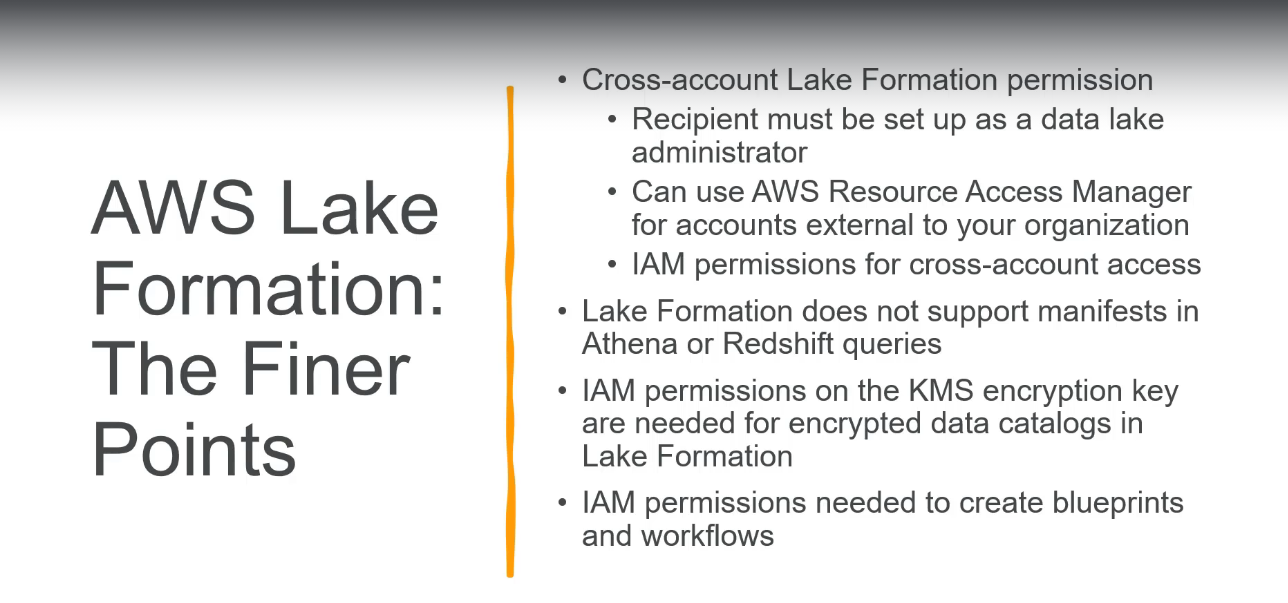 AWS Lake
Formation:
The Finer
Points
• Cross-account Lake Formation permission
• Recipient must be set up as a data lake
administrator
• Can use AWS Resource Access Manager
for accounts external to your organization
• IAM permissions for cross-account access
• Lake Formation does not support manifests in
Athena or Redshift queries
• IAM permissions on the KMS encryption key
are needed for encrypted data catalogs in
Lake Formation
• IAM permissions needed to create blueprints
and workflows